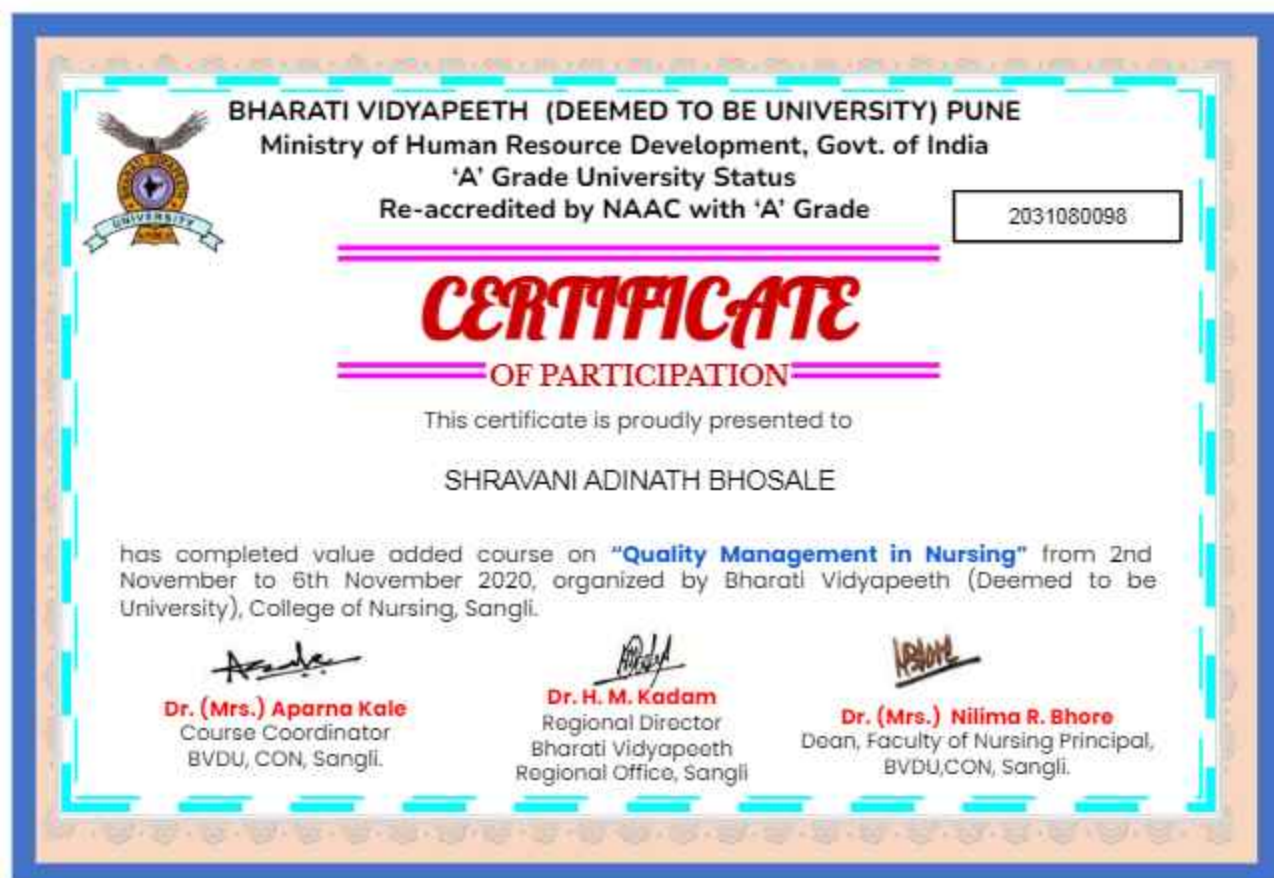 BHARATI VIDYAPEETH (DEEMED TO BE UNIVERSITY) PUNE
Ministry of Human Resource Development, Govt. of India
‘A’ Grade University Status
Re-accredited by NAAC with ‘A’ Grade
2031080098
BHARATI VIDYAPEETH
UNIVERSITY
CERTIFICATE
OF PARTICIPATION
This certificate is proudly presented to
SHRAVANI ADINATH BHOSALE
has completed value added course on “Quality Management in Nursing” from 2nd
November to 6th November 2020, organized by Bharati Vidyapeeth (Deemed to be
University), College of Nursing, Sangli.
Dr. (Mrs.) Aparna Kale
Course Coordinator
BVDU, CON, Sangli.
Dr. H. M. Kadam
Regional Director
Bharati Vidyapeeth
Regional Office, Sangli
Dr. (Mrs.) Nilima R. Bhore
Dean, Faculty of Nursing Principal,
BVDU,CON, Sangli.